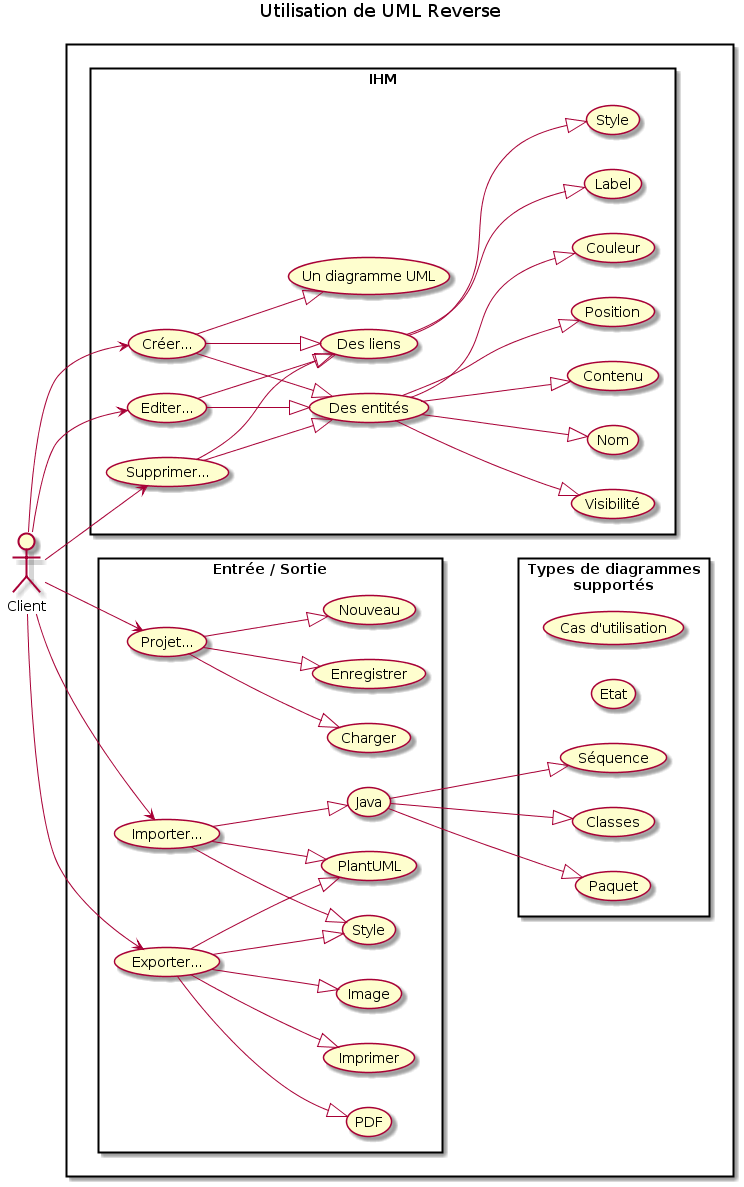 Utilisation de UML Reverse
IHM
Style
Label
Couleur
Un diagramme UML
Position
Créer...
Des liens
Contenu
Editer...
Des entités
Nom
Supprimer...
Visibilité
Client
Entrée / Sortie
Nouveau
Projet...
Enregistrer
Charger
Java
Importer...
PlantUML
Style
Exporter...
Image
Imprimer
PDF
Types de diagrammes
supportés
Cas d'utilisation
Etat
Séquence
Classes
Paquet